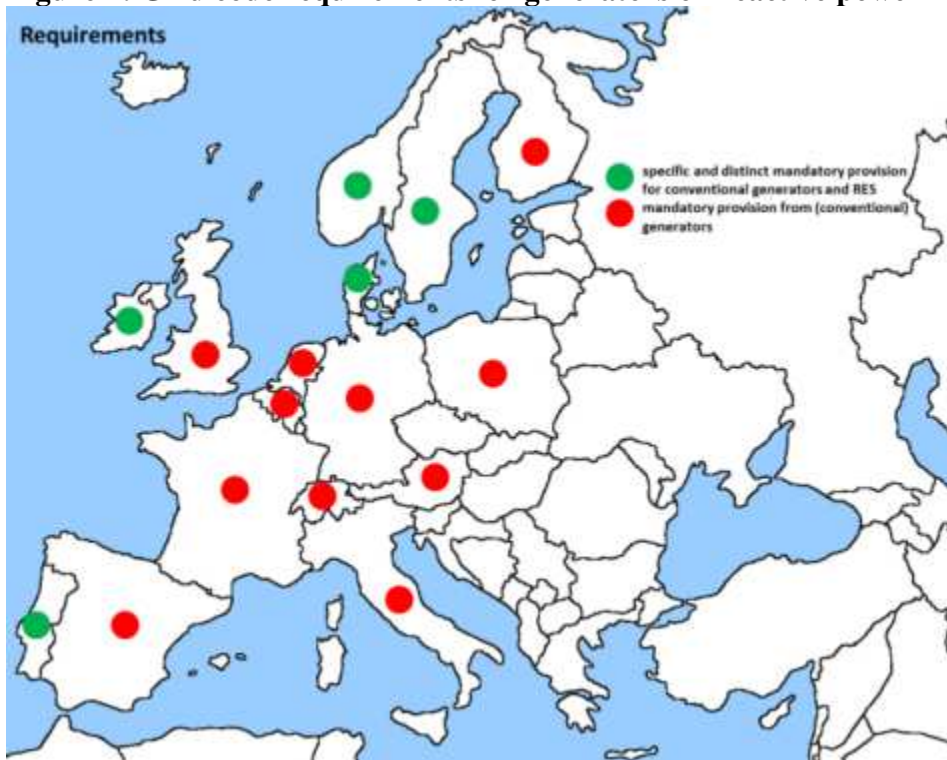 Requirements
specific and distinct mandatory provision
for conventional generators and RES
mandatory provision from (conventional)
generators